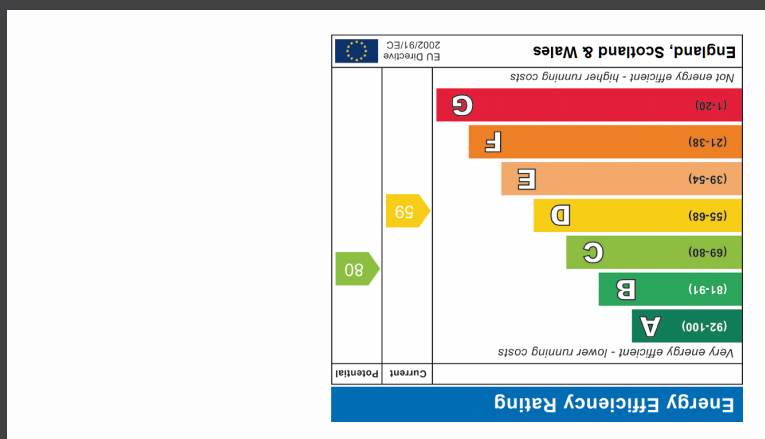 Energy Efficiency Rating
Current Potential
Very energy efficient - lower running costs
(92-100) A
(81-91) B
(69-80) C
80
(55-68) D
59
(39-54) E
(21-38) F
(1-20) G
Not energy efficient - higher running costs
England, Scotland & Wales
EU Directive
2002/91/EC